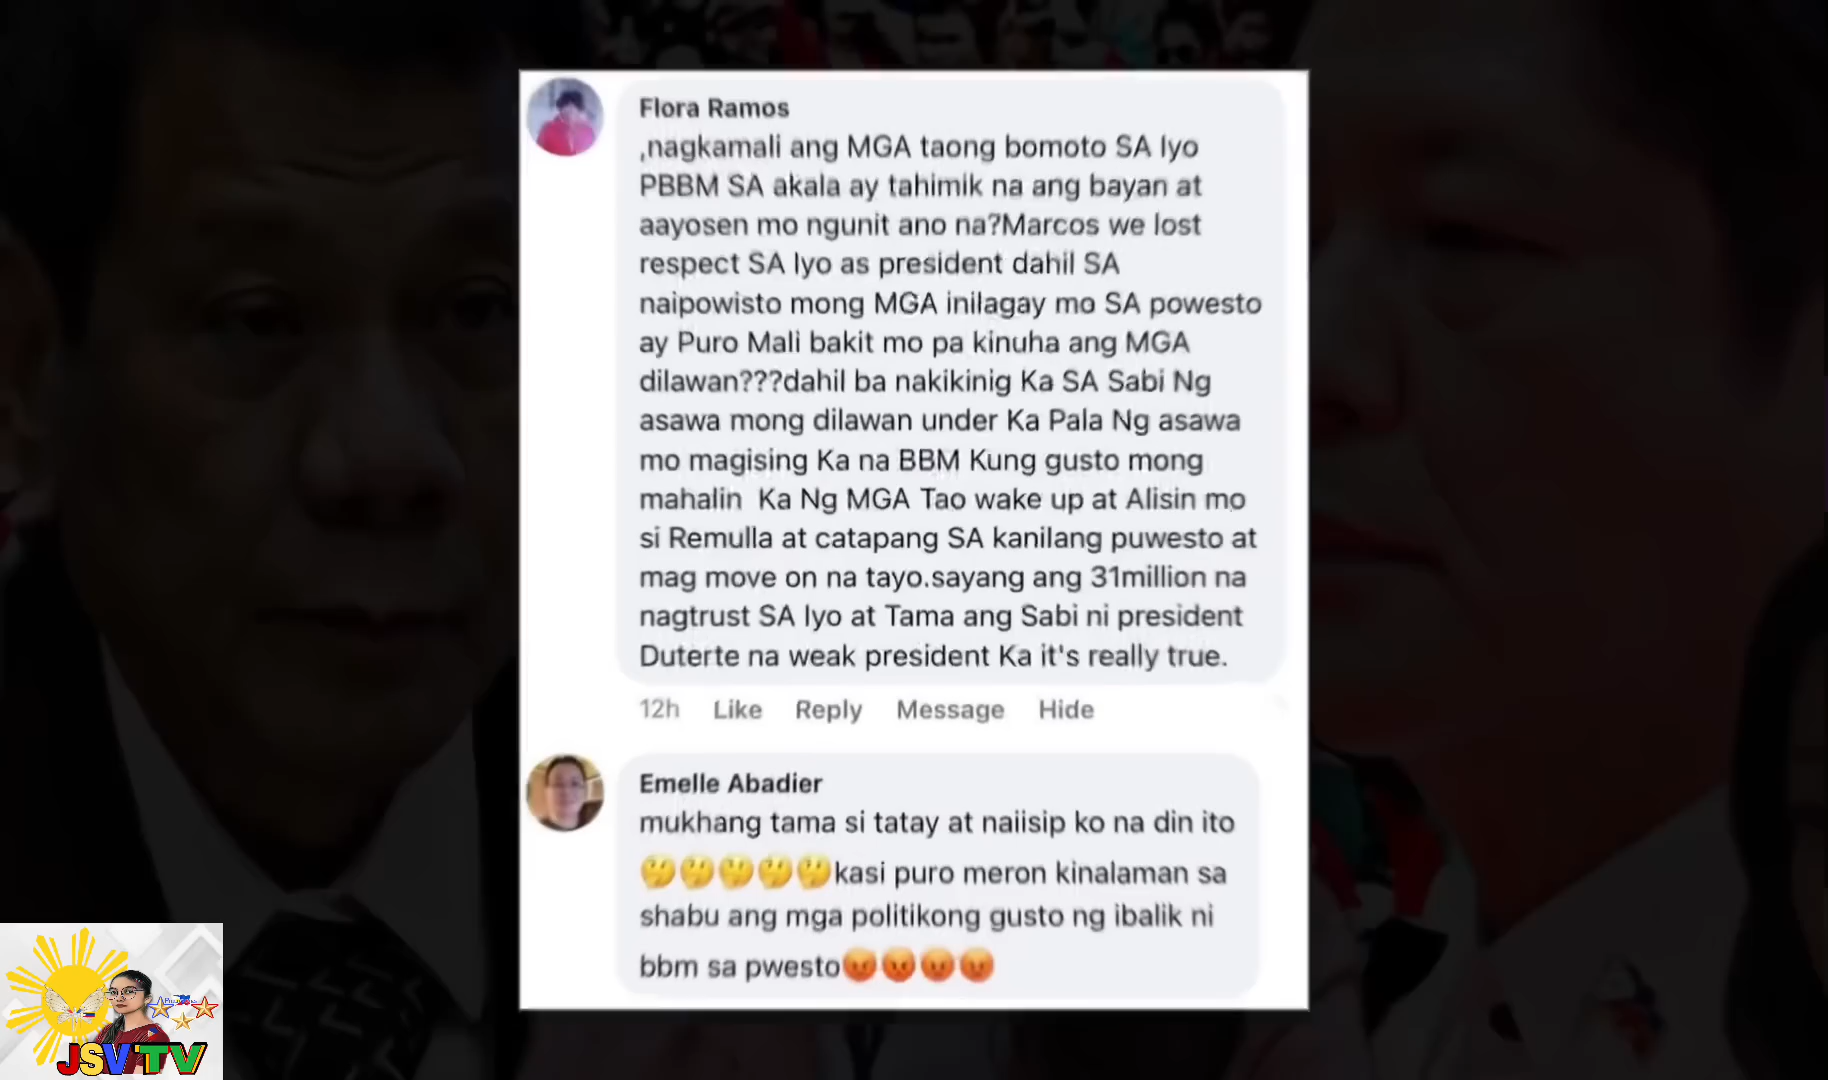 Flora Ramos
,nagkamali ang MGA taong bomoto SA Iyo
PBBM SA akala ay tahimik na ang bayan at
aayosen mo ngunit ano na?Marcos we lost
respect SA Iyo as president dahil SA
naipowisto mong MGA inilagay mo SA powesto
ay Puro Mali bakit mo pa kinuha ang MGA
dilawan???dahil ba nakikinig Ka SA Sabi Ng
asawa mong dilawan under Ka Pala Ng asawa
mo magising Ka na BBM Kung gusto mong
mahalin Ka Ng MGA Tao wake up at Alisin mo
si Remulla at catapang SA kanilang puwesto at
mag move on na tayo.sayang ang 31million na
nagtrust SA Iyo at Tama ang Sabi ni president
Duterte na weak president Ka it's really true.
12h Like Reply Message Hide
Emelle Abadier
mukhang tama si tatay at naiisip ko na din ito
🤔🤔🤔🤔🤔kasi puro meron kinalaman sa
shabu ang mga politikong gusto ng ibalik ni
bbm sa pwesto😡😡😡😡
JSV TV